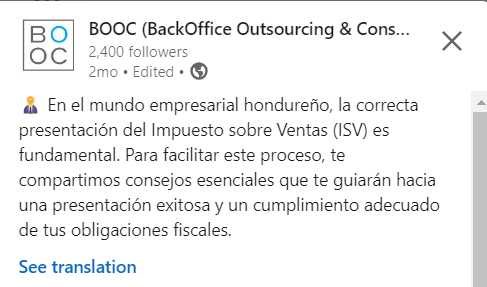 BO
OC
BOOC (BackOffice Outsourcing & Cons...
2,400 followers
2mo • Edited •
En el mundo empresarial hondureño, la correcta
presentación del Impuesto sobre Ventas (ISV) es
fundamental. Para facilitar este proceso, te
compartimos consejos esenciales que te guiarán hacia
una presentación exitosa y un cumplimiento adecuado
de tus obligaciones fiscales.
See translation